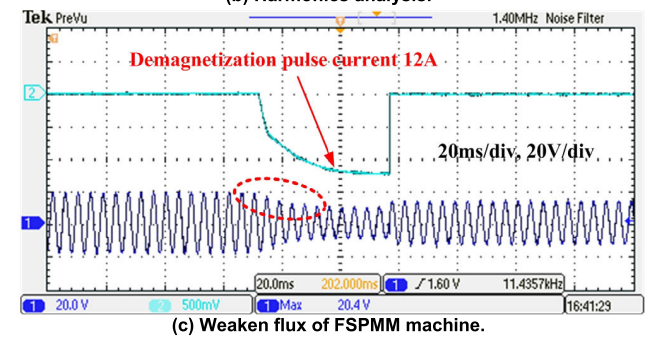 (b) Harmonics analysis.
Tek PreVu 1.40MHz Noise Filter
Demagnetization pulse current 12A
2
20ms/div, 20V/div
1
20.0ms 202.000ms 1 1.60 V 11.4357kHz
1 20.0 V 2 500mV 1 Max 20.4 V 16:41:29
(c) Weaken flux of FSPMM machine.